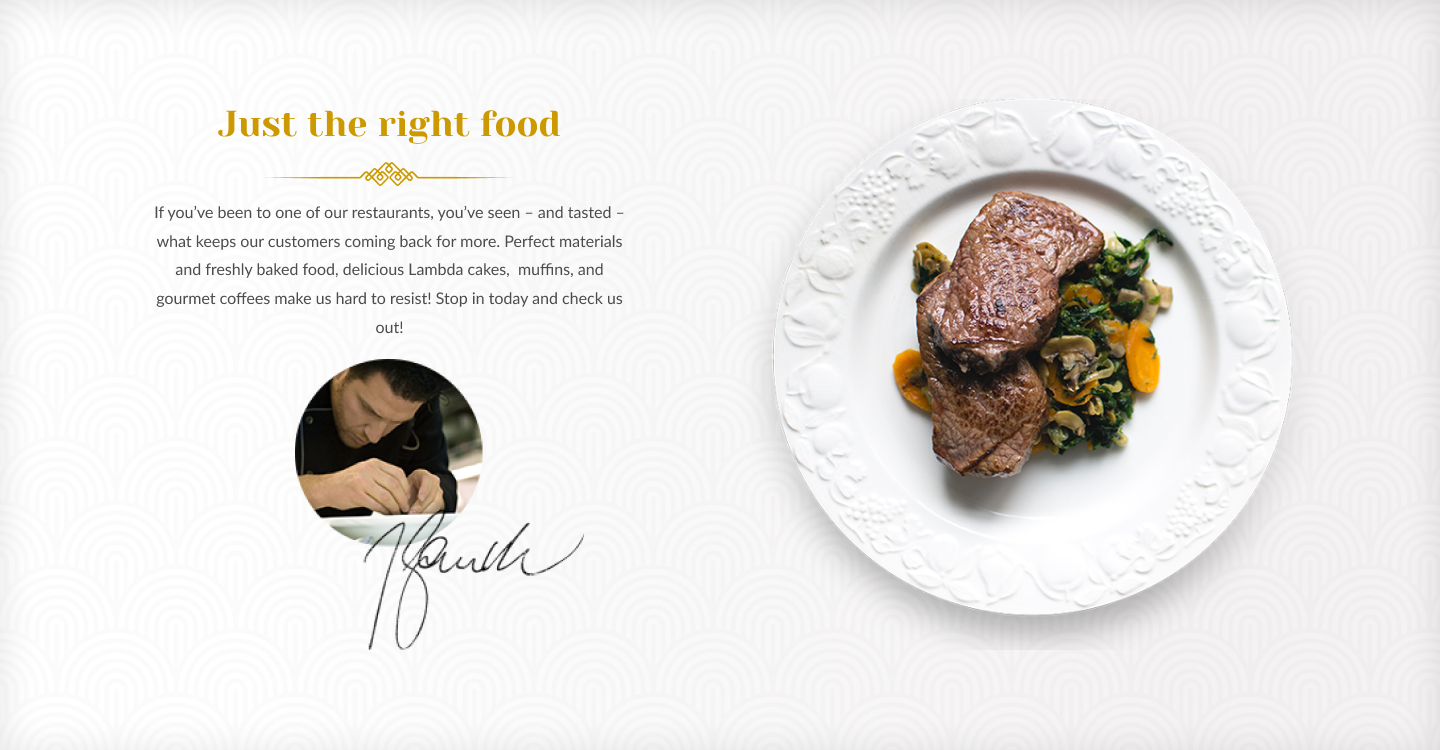 Just the right food
If you’ve been to one of our restaurants, you’ve seen – and tasted –
what keeps our customers coming back for more. Perfect materials
and freshly baked food, delicious Lambda cakes,  muffins, and
gourmet coffees make us hard to resist! Stop in today and check us
out!